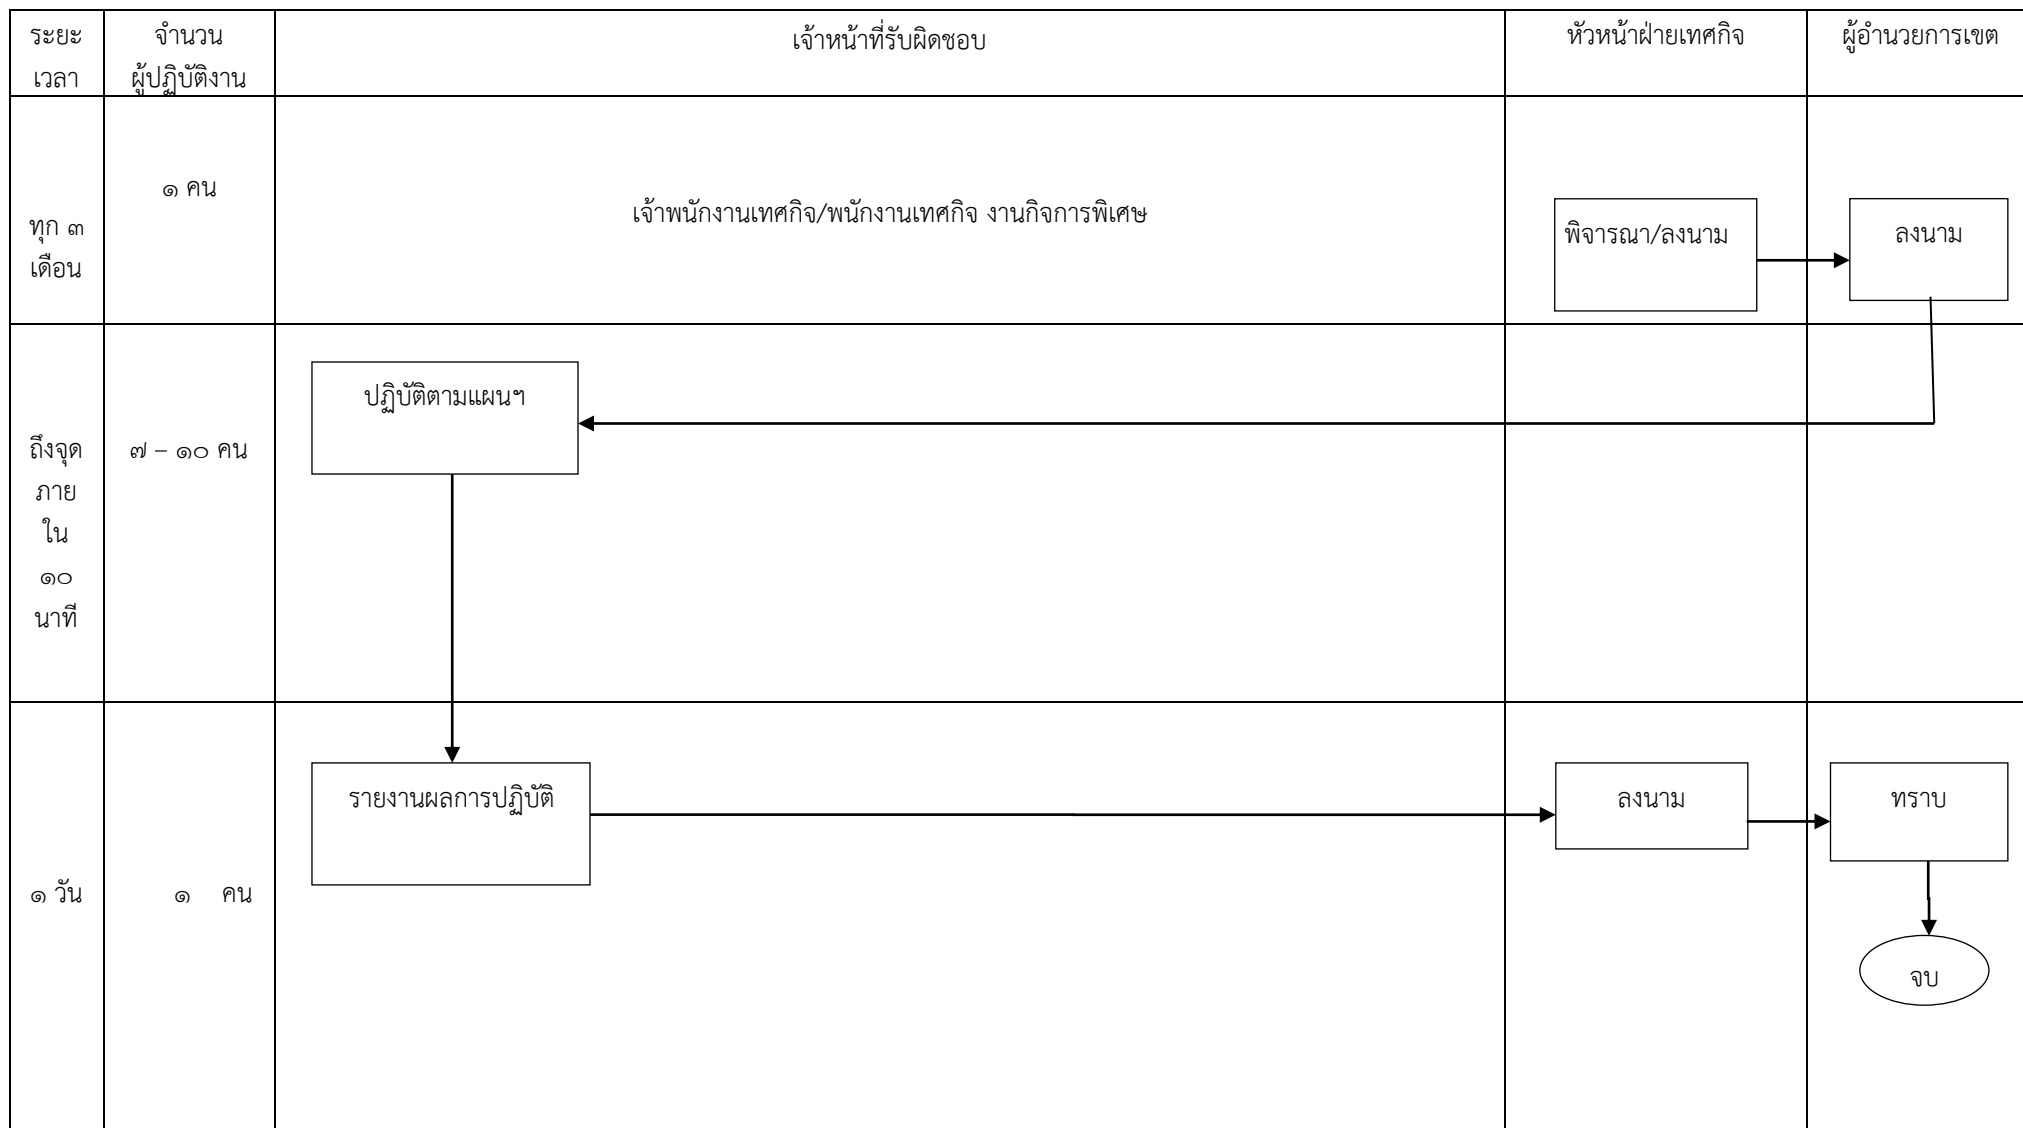 ระยะ
เวลา
จำนวน
ผู้ปฏิบัติงาน
เจ้าหน้าที่รับผิดชอบ
หัวหน้าฝ่ายเทศกิจ
ผู้อำนวยการเขต
ทุก ๓
เดือน
๑ คน
เจ้าพนักงานเทศกิจ/พนักงานเทศกิจ งานกิจการพิเศษ
พิจารณา/ลงนาม
ลงนาม
ถึงจุด
ภาย
ใน
๑๐
นาที
๗ – ๑๐ คน
ปฏิบัติตามแผนฯ
๑ วัน
๑ คน
รายงานผลการปฏิบัติ
ลงนาม
ทราบ
จบ